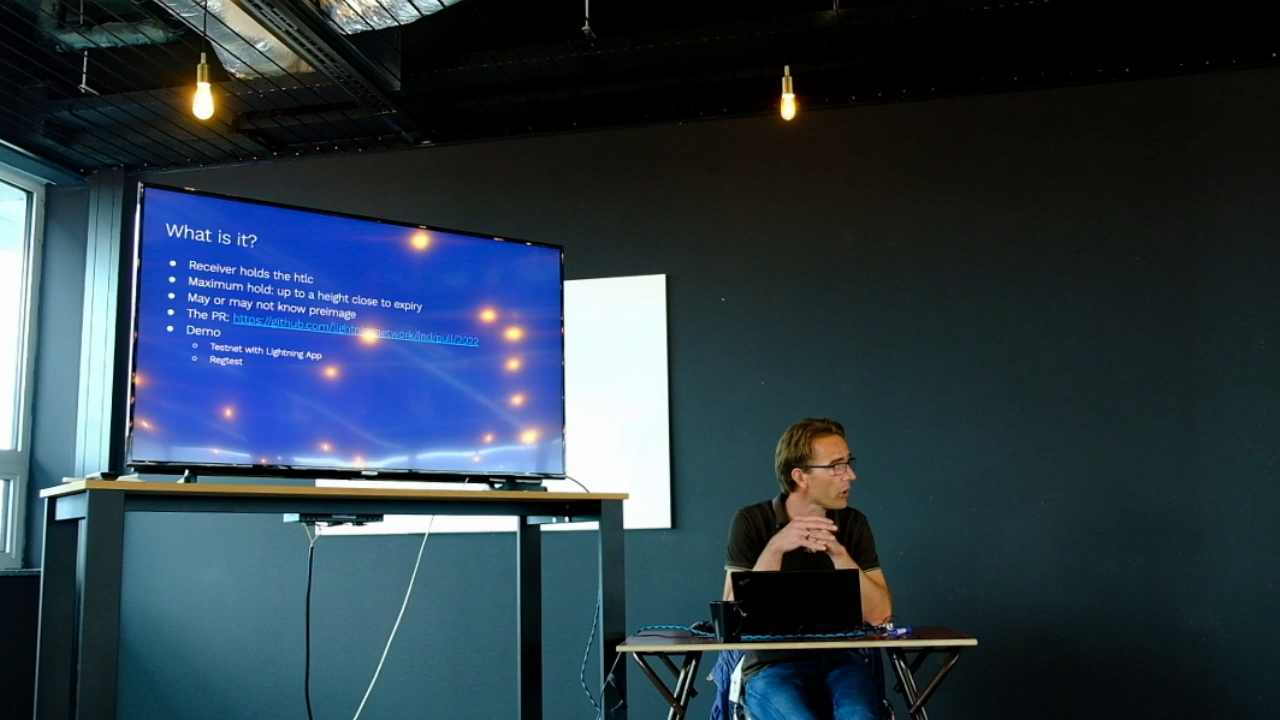 What is it?
● Receiver holds the htlc
● Maximum hold: up to a height close to expiry
● May or may not know preimage
● The PR: https://github.com/lightningnetwork/lnd/pull/2022
● Demo
○ Testnet with Lightning App
○ Regtest